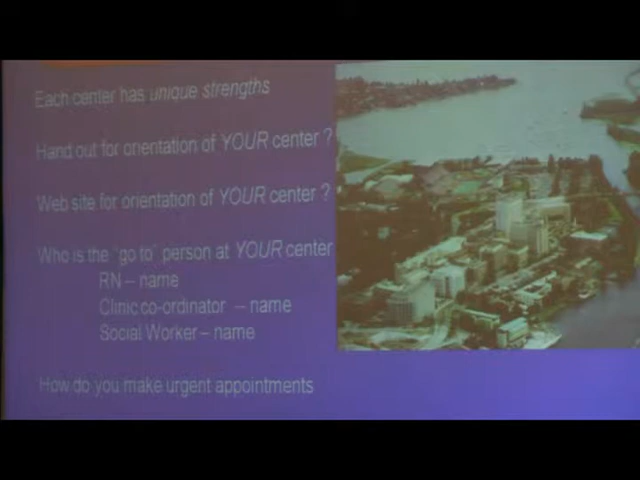 Each center has unique strengths
Hand out for orientation of YOUR center ?
Web site for orientation of YOUR center ?
Who is the "go to" person at YOUR center
RN – name
Clinic co-ordinator – name
Social Worker – name
How do you make urgent appointments